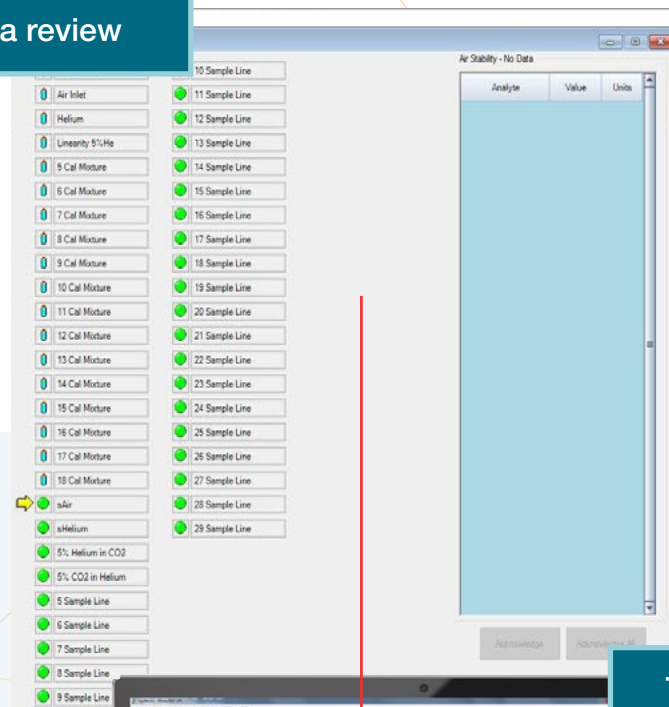 a review
Air Inlet
Helium
Linearity 5%He
5 Cal Mixture
6 Cal Mixture
7 Cal Mixture
8 Cal Mixture
9 Cal Mixture
10 Cal Mixture
11 Cal Mixture
12 Cal Mixture
13 Cal Mixture
14 Cal Mixture
15 Cal Mixture
16 Cal Mixture
17 Cal Mixture
18 Cal Mixture
sAir
sHelium
5% Helium in CO2
5% CO2 in Helium
5 Sample Line
6 Sample Line
7 Sample Line
8 Sample Line
9 Sample Line
10 Sample Line
11 Sample Line
12 Sample Line
13 Sample Line
14 Sample Line
15 Sample Line
16 Sample Line
17 Sample Line
18 Sample Line
19 Sample Line
20 Sample Line
21 Sample Line
22 Sample Line
23 Sample Line
24 Sample Line
25 Sample Line
26 Sample Line
27 Sample Line
28 Sample Line
29 Sample Line
Air Stability - No Data
Analyte Value Units
Acknowledge